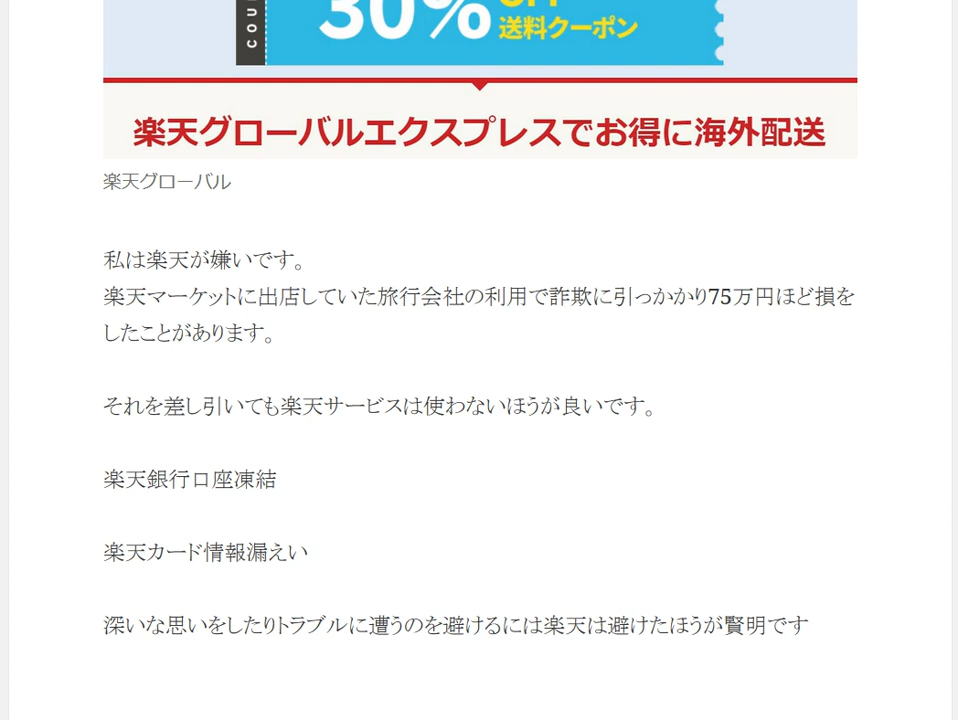 COU
30%
OFF
送料クーポン
楽天グローバルエクスプレスでお得に海外配送
楽天グローバル
私は楽天が嫌いです。
楽天マーケットに出店していた旅行会社の利用で詐欺に引っかかり75万円ほど損を
したことがあります。
それを差し引いても楽天サービスは使わないほうが良いです。
楽天銀行口座凍結
楽天カード情報漏えい
深いな思いをしたりトラブルに遭うのを避けるには楽天は避けたほうが賢明です